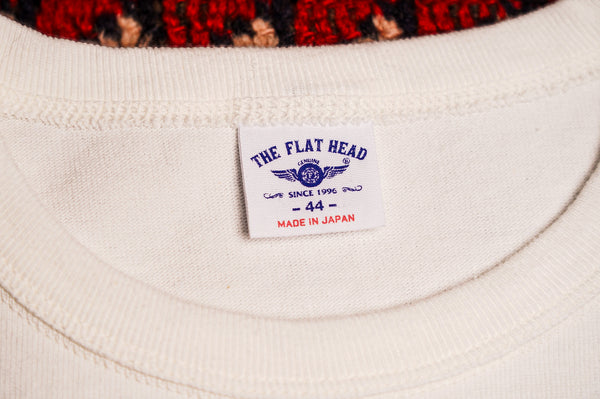 THE FLAT HEAD
GENUINE
®
SINCE 1996
- 44 -
MADE IN JAPAN